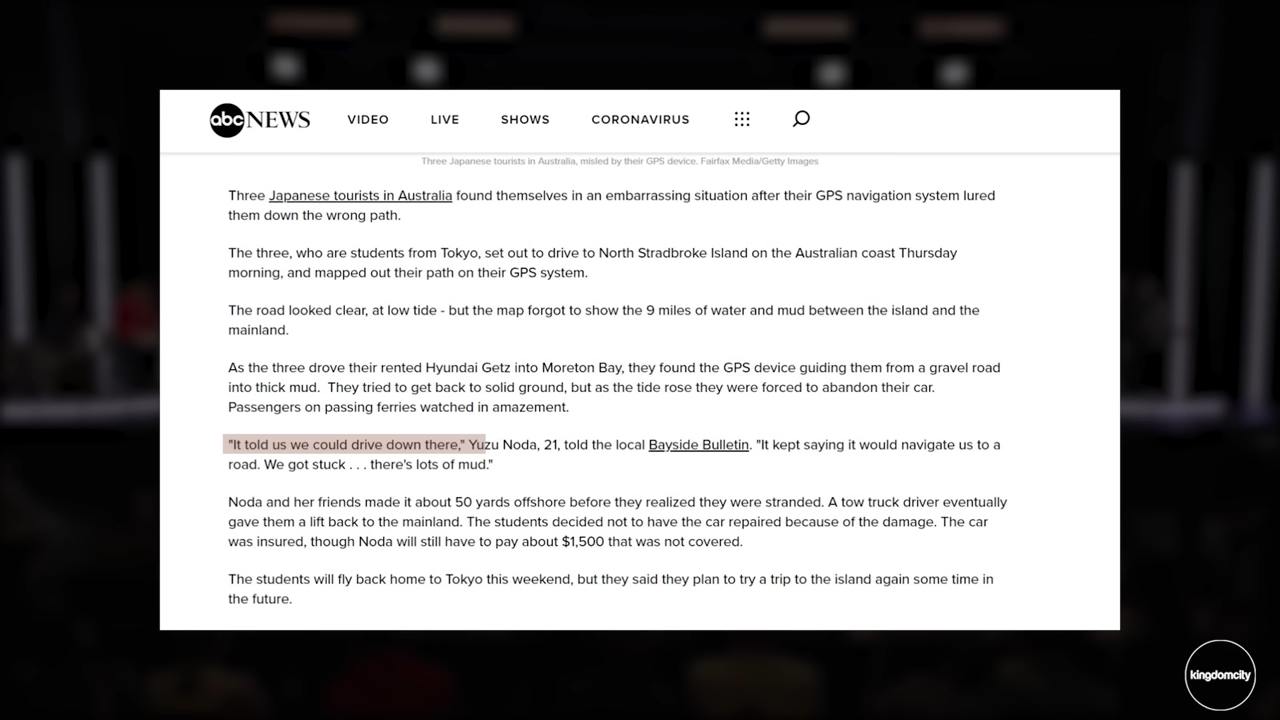 abc NEWS VIDEO LIVE SHOWS CORONAVIRUS
Three Japanese tourists in Australia, misled by their GPS device. Fairfax Media/Getty Images
Three Japanese tourists in Australia found themselves in an embarrassing situation after their GPS navigation system lured
them down the wrong path.
The three, who are students from Tokyo, set out to drive to North Stradbroke Island on the Australian coast Thursday
morning, and mapped out their path on their GPS system.
The road looked clear, at low tide - but the map forgot to show the 9 miles of water and mud between the island and the
mainland.
As the three drove their rented Hyundai Getz into Moreton Bay, they found the GPS device guiding them from a gravel road
into thick mud. They tried to get back to solid ground, but as the tide rose they were forced to abandon their car.
Passengers on passing ferries watched in amazement.
"It told us we could drive down there," Yuzu Noda, 21, told the local Bayside Bulletin. "It kept saying it would navigate us to a
road. We got stuck . . . there's lots of mud."
Noda and her friends made it about 50 yards offshore before they realized they were stranded. A tow truck driver eventually
gave them a lift back to the mainland. The students decided not to have the car repaired because of the damage. The car
was insured, though Noda will still have to pay about $1,500 that was not covered.
The students will fly back home to Tokyo this weekend, but they said they plan to try a trip to the island again some time in
the future.
kingdomcity